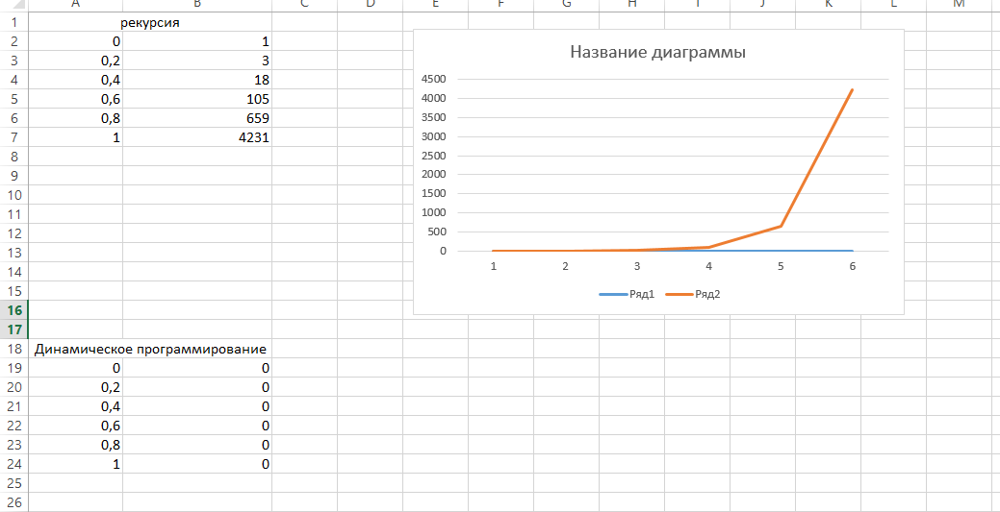 A B C D E F G H I J K L M
1 рекурсия
2 0 1
3 0,2 3
4 0,4 18
5 0,6 105
6 0,8 659
7 1 4231
8
9
10
11
12
13
14
15
16
17
18 Динамическое программирование
19 0 0
20 0,2 0
21 0,4 0
22 0,6 0
23 0,8 0
24 1 0
25
26
Название диаграммы
4500
4000
3500
3000
2500
2000
1500
1000
500
0
1 2 3 4 5 6
Ряд1 Ряд2